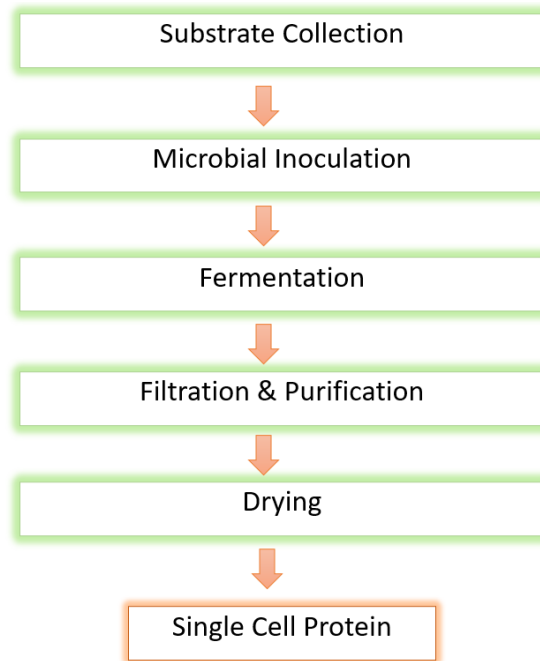 Substrate Collection
Microbial Inoculation
Fermentation
Filtration & Purification
Drying
Single Cell Protein